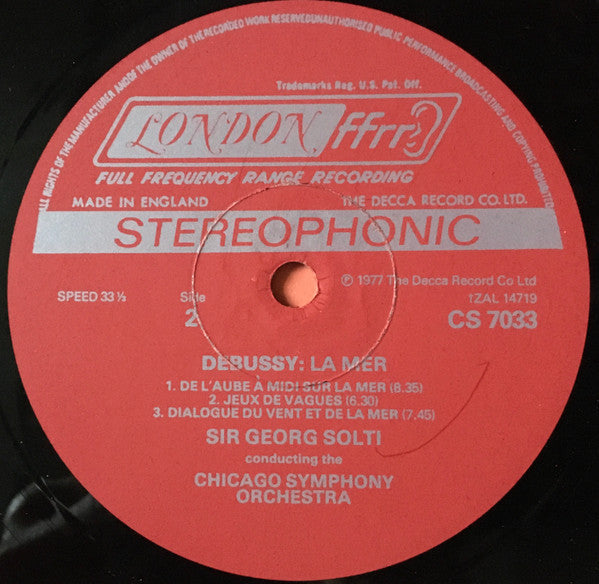 ALL RIGHTS OF THE MANUFACTURER AND OF THE OWNER OF THE RECORDED WORK RESERVED UNAUTHORISED PUBLIC PERFORMANCE BROADCASTING AND COPYING PROHIBITED
Trademarks Reg. U.S. Pat. Off.
LONDON ffrr
FULL FREQUENCY RANGE RECORDING
MADE IN ENGLAND THE DECCA RECORD CO. LTD.
STEREOPHONIC
℗ 1977 The Decca Record Co Ltd
SPEED 33⅓ Side 2 tZAL 14719
CS 7033
DEBUSSY: LA MER
1. DE L'AUBE À MIDI SUR LA MER (8.35)
2. JEUX DE VAGUES (6.30)
3. DIALOGUE DU VENT ET DE LA MER (7.45)
SIR GEORG SOLTI
conducting the
CHICAGO SYMPHONY
ORCHESTRA